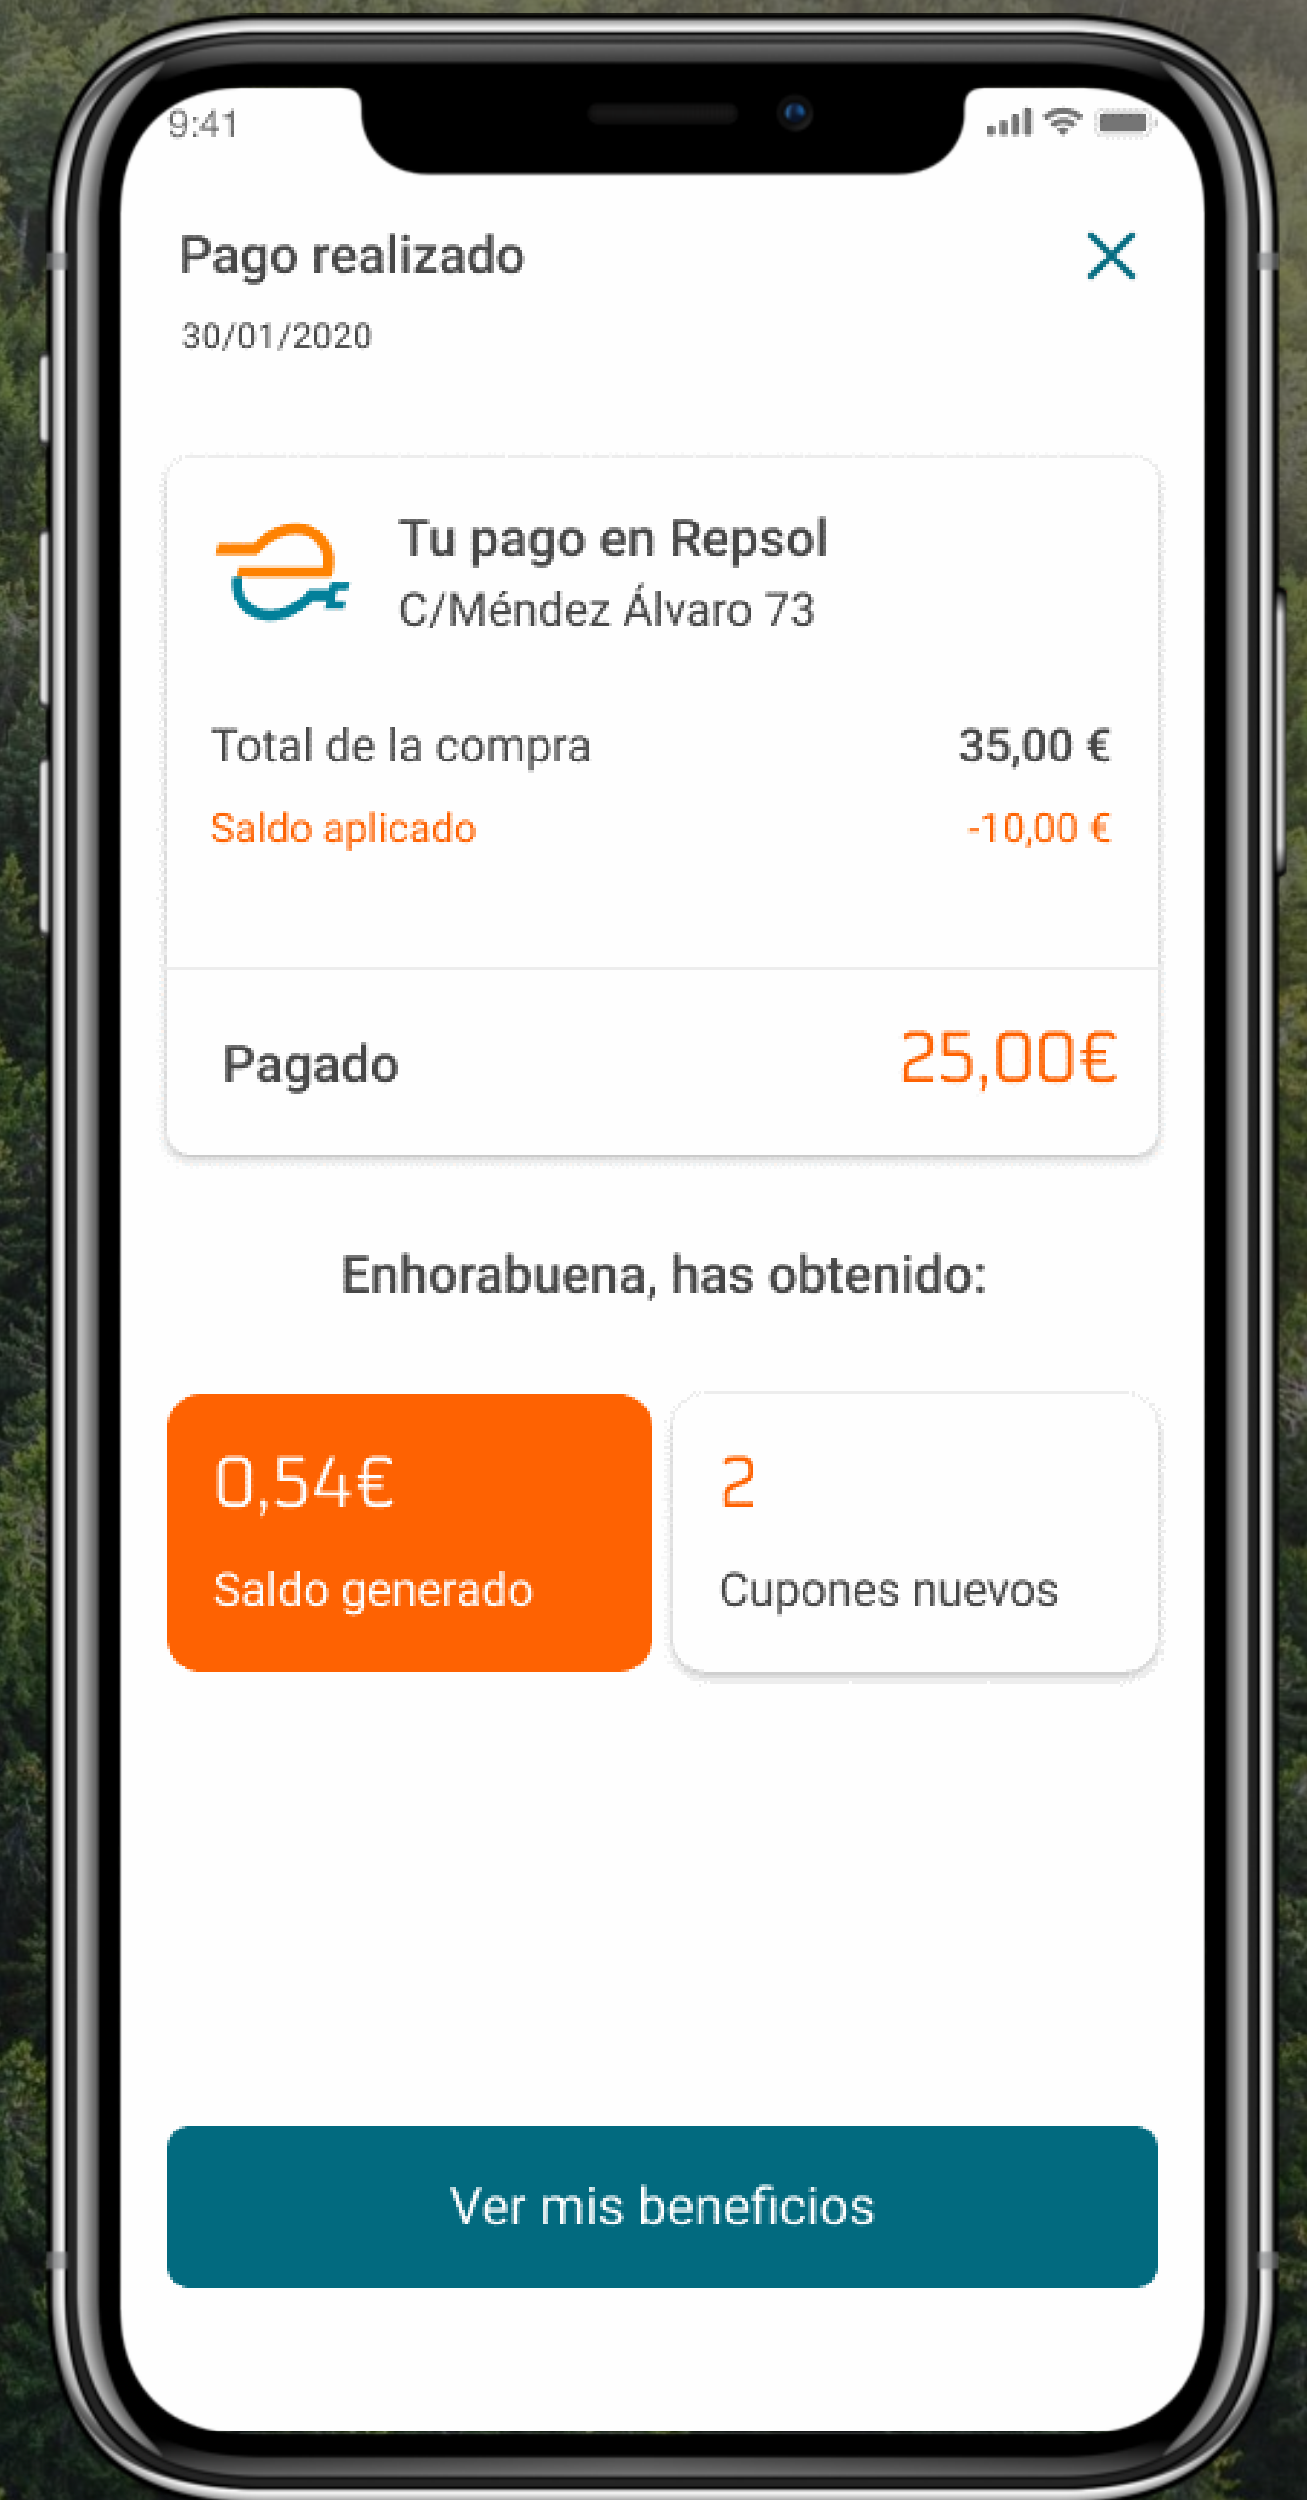 9:41
Pago realizado
30/01/2020
Tu pago en Repsol
C/Méndez Álvaro 73
Total de la compra 35,00 €
Saldo aplicado -10,00 €
Pagado 25,00€
Enhorabuena, has obtenido:
0,54€ 2
Saldo generado Cupones nuevos
Ver mis beneficios